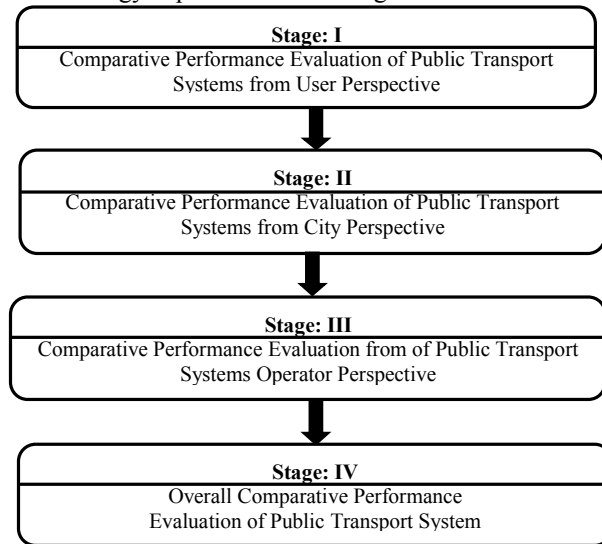 Stage: I
Comparative Performance Evaluation of Public Transport
Systems from User Perspective
Stage: II
Comparative Performance Evaluation of Public Transport
Systems from City Perspective
Stage: III
Comparative Performance Evaluation from of Public Transport
Systems Operator Perspective
Stage: IV
Overall Comparative Performance
Evaluation of Public Transport System